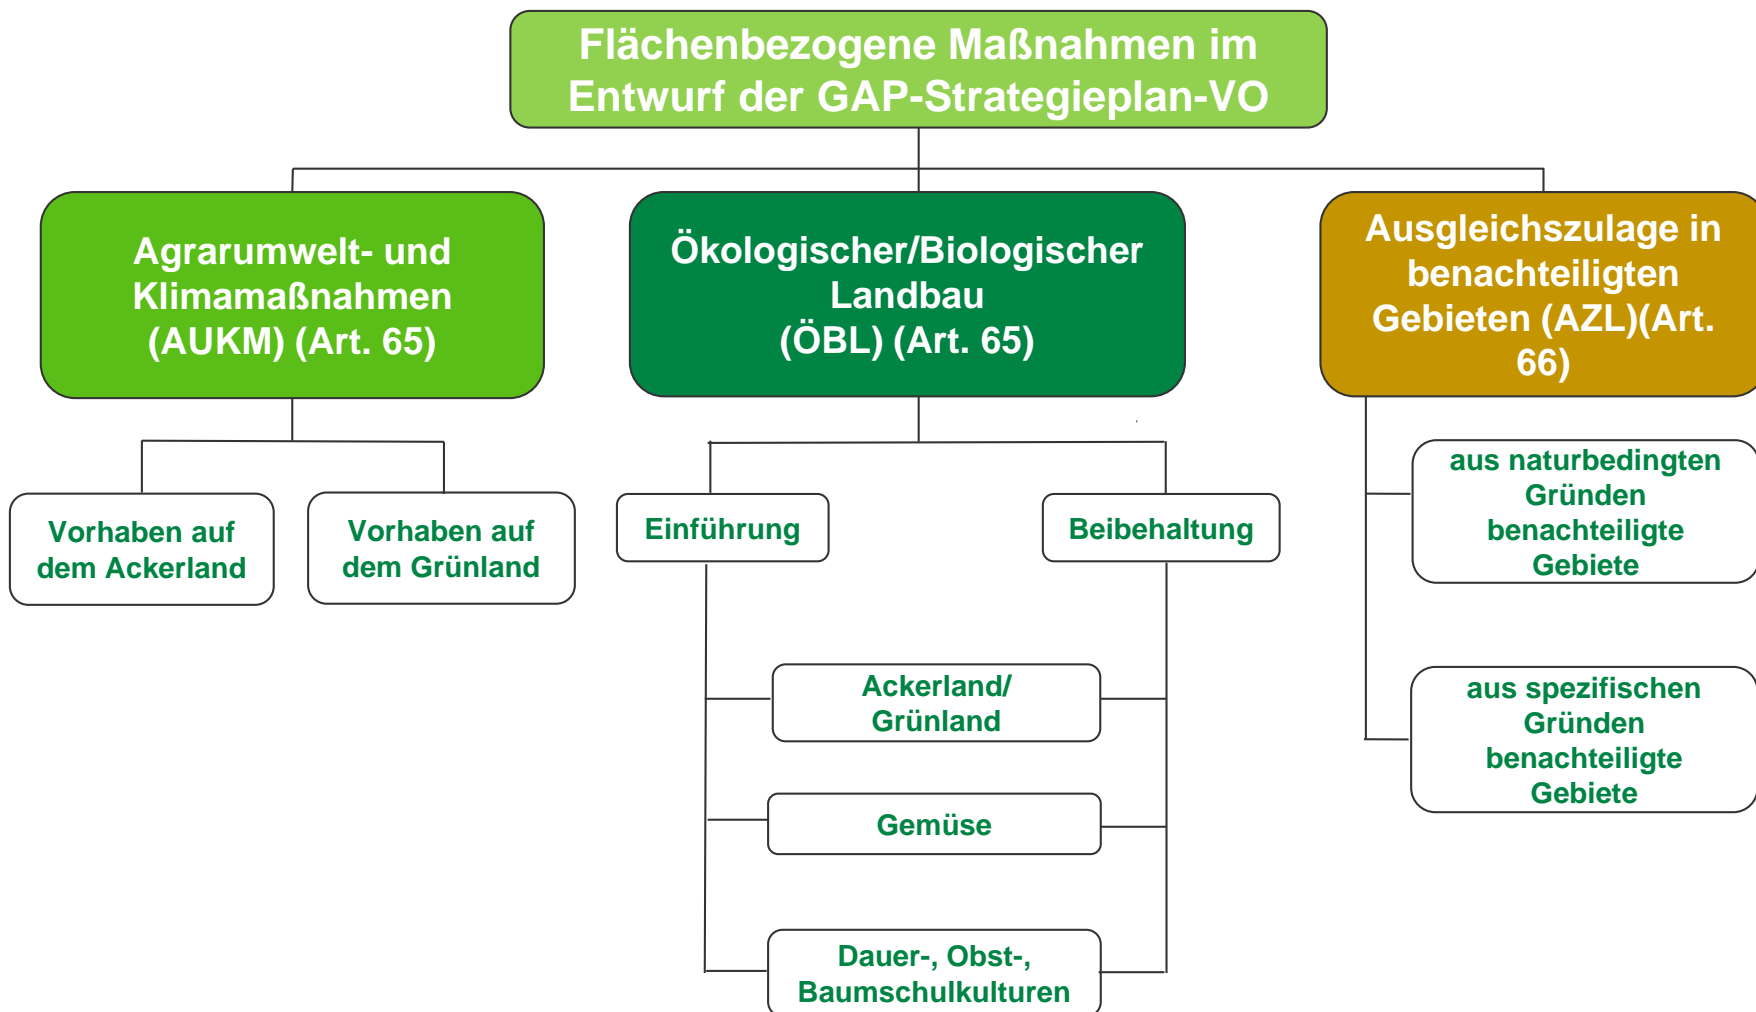 Flächenbezogene Maßnahmen im
Entwurf der GAP-Strategieplan-VO
Agrarumwelt- und
Klimamaßnahmen
(AUKM) (Art. 65)
Ökologischer/Biologischer
Landbau
(ÖBL) (Art. 65)
Ausgleichszulage in
benachteiligten
Gebieten (AZL)(Art.
66)
Vorhaben auf
dem Ackerland
Vorhaben auf
dem Grünland
Einführung
Beibehaltung
Ackerland/
Grünland
Gemüse
Dauer-, Obst-,
Baumschulkulturen
aus naturbedingten
Gründen
benachteiligte
Gebiete
aus spezifischen
Gründen
benachteiligte
Gebiete